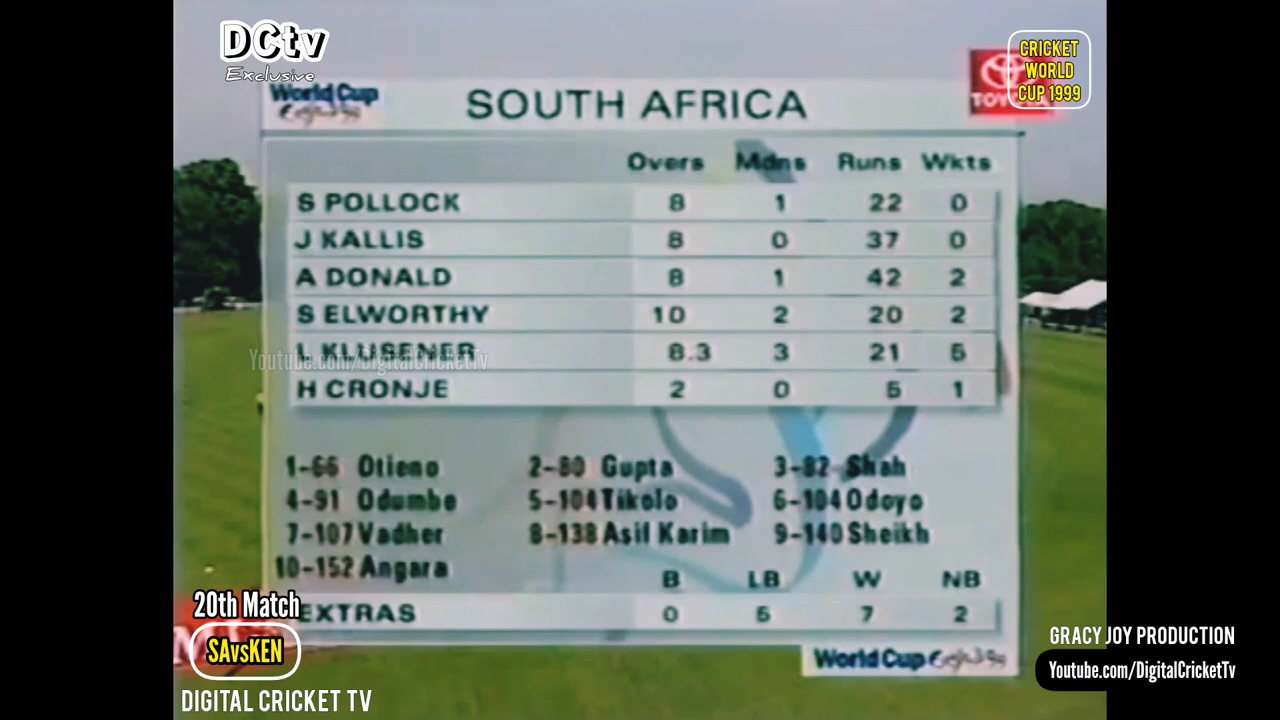 DCtv
Exclusive
CRICKET
WORLD
CUP 1999
World Cup
TOYOTA
SOUTH AFRICA
Overs Mdns Runs Wkts
S POLLOCK 8 1 22 0
J KALLIS 8 0 37 0
A DONALD 8 1 42 2
S ELWORTHY 10 2 20 2
L KLUSENER 8.3 3 21 5
Youtube.com/DigitalCricketTv
H CRONJE 2 0 5 1
1-66 Otieno 2-80 Gupta 3-82 Shah
4-91 Odumbe 5-104 Tikolo 6-104 Odoyo
7-107 Vadher 8-138 Asif Karim 9-140 Sheikh
10-152 Angara
B LB W NB
EXTRAS 0 5 7 2
World Cup
20th Match
SAvsKEN
DIGITAL CRICKET TV
GRACY JOY PRODUCTION
Youtube.com/DigitalCricketTv